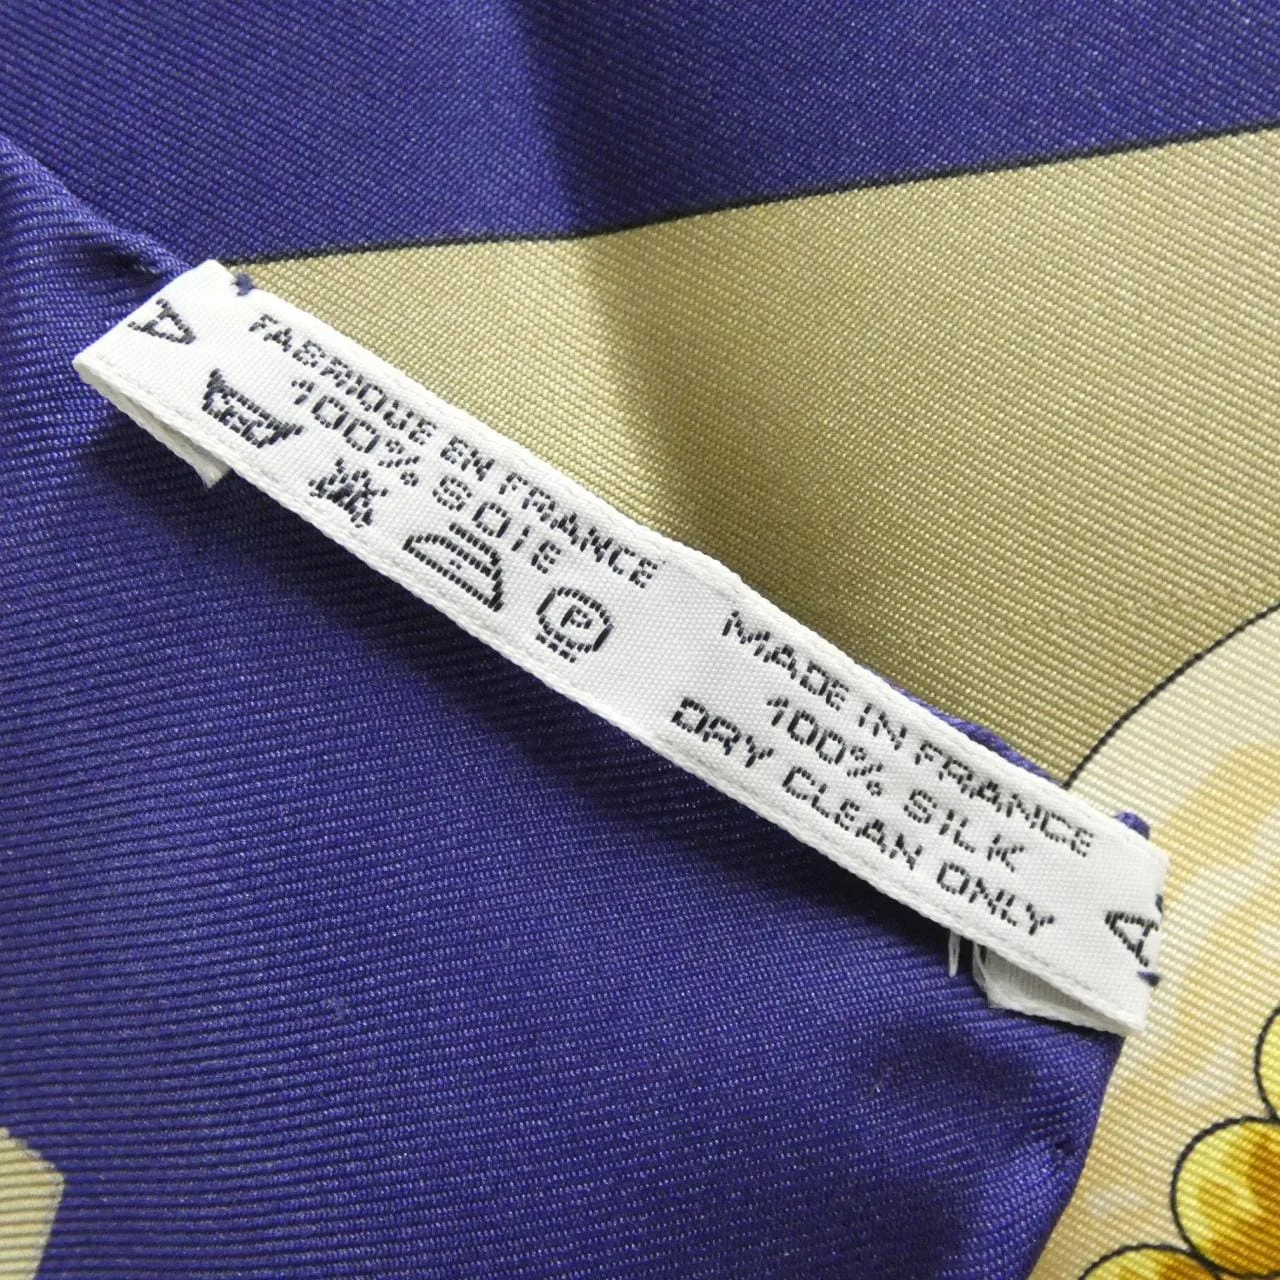 A
FABRIQUE EN FRANCE
100% SOIE
P
MADE IN FRANCE
100% SILK
DRY CLEAN ONLY
A